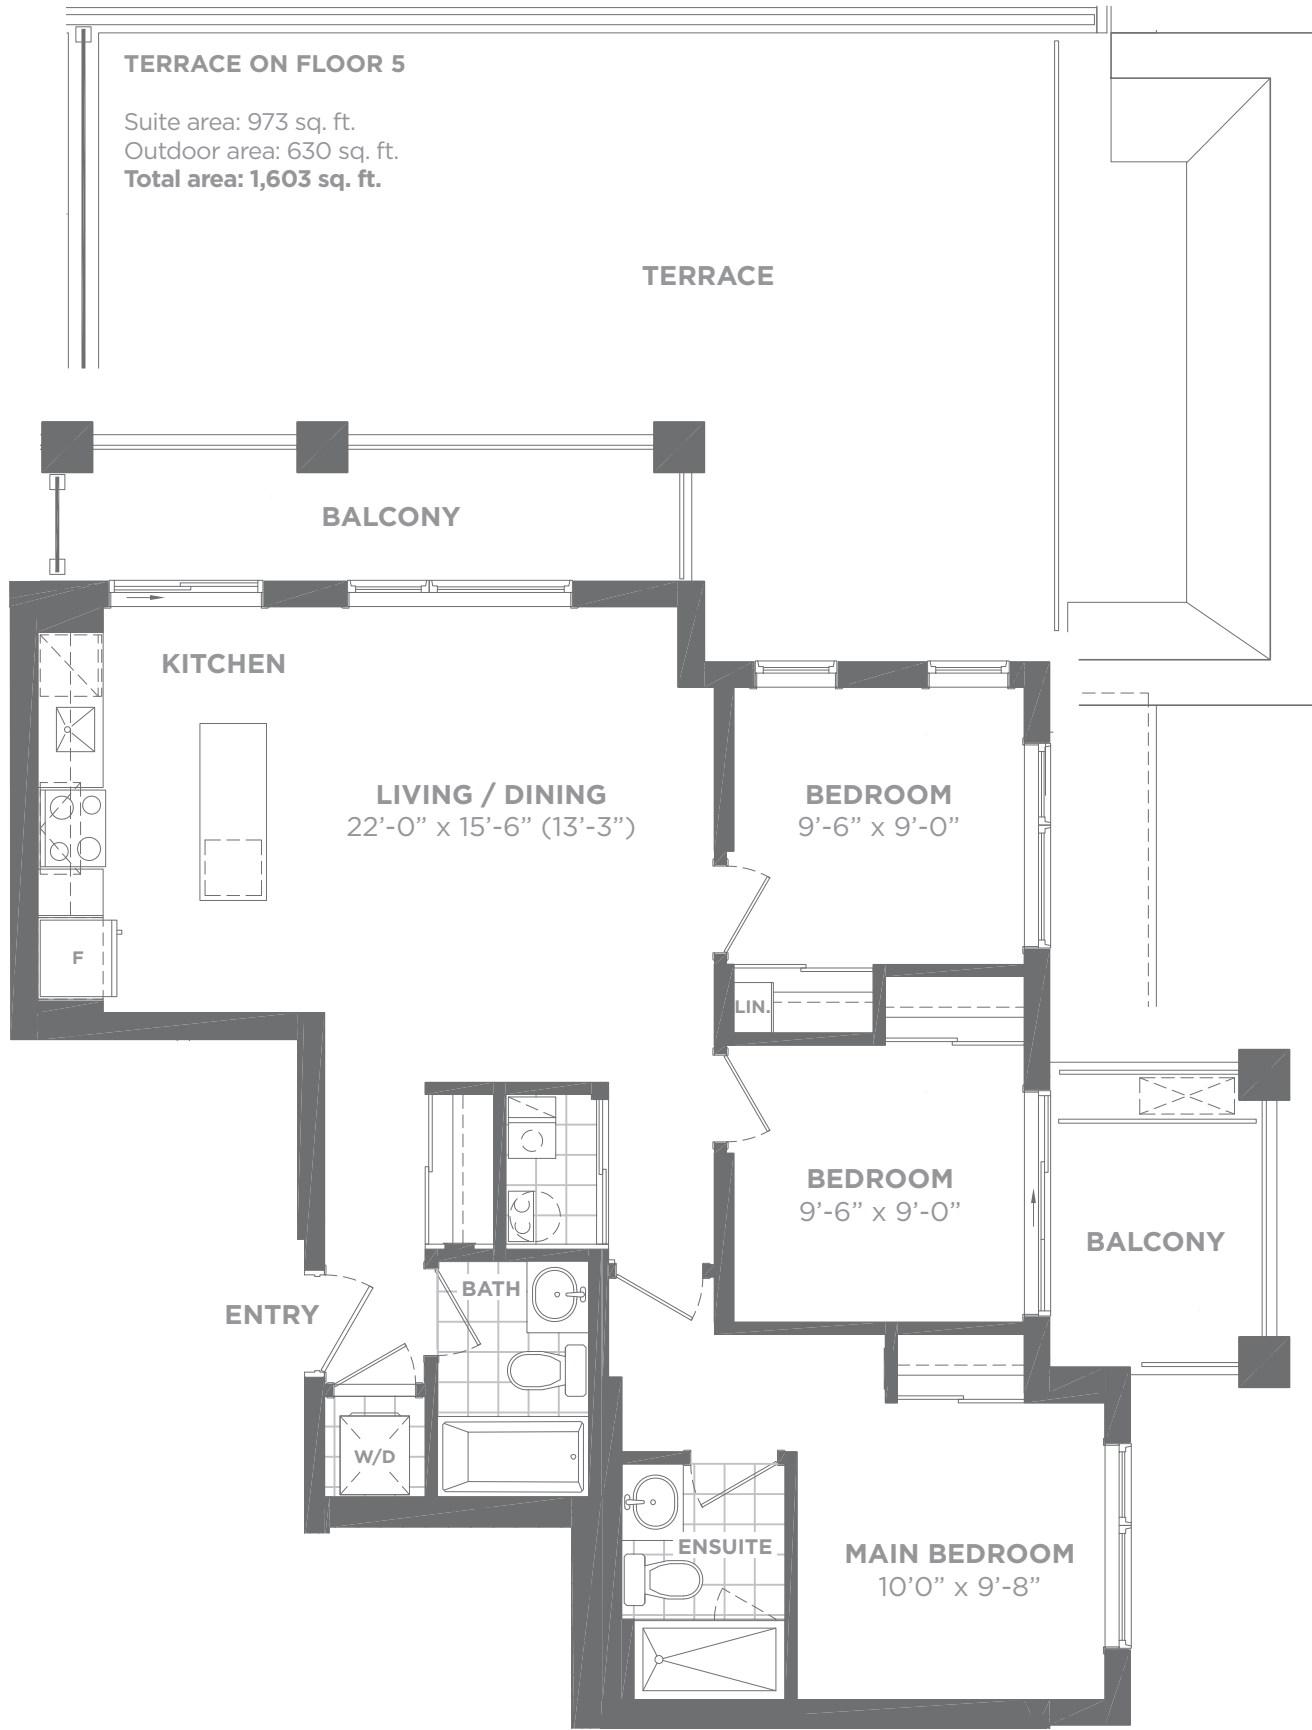 TERRACE ON FLOOR 5
Suite area: 973 sq. ft.
Outdoor area: 630 sq. ft.
Total area: 1,603 sq. ft.
TERRACE
BALCONY
KITCHEN
LIVING / DINING
22’-0” x 15’-6” (13’-3”)
BEDROOM
9’-6” x 9’-0”
F
LIN.
BEDROOM
9’-6” x 9’-0”
BALCONY
BATH
ENTRY
W/D
ENSUITE
MAIN BEDROOM
10’0” x 9’-8”